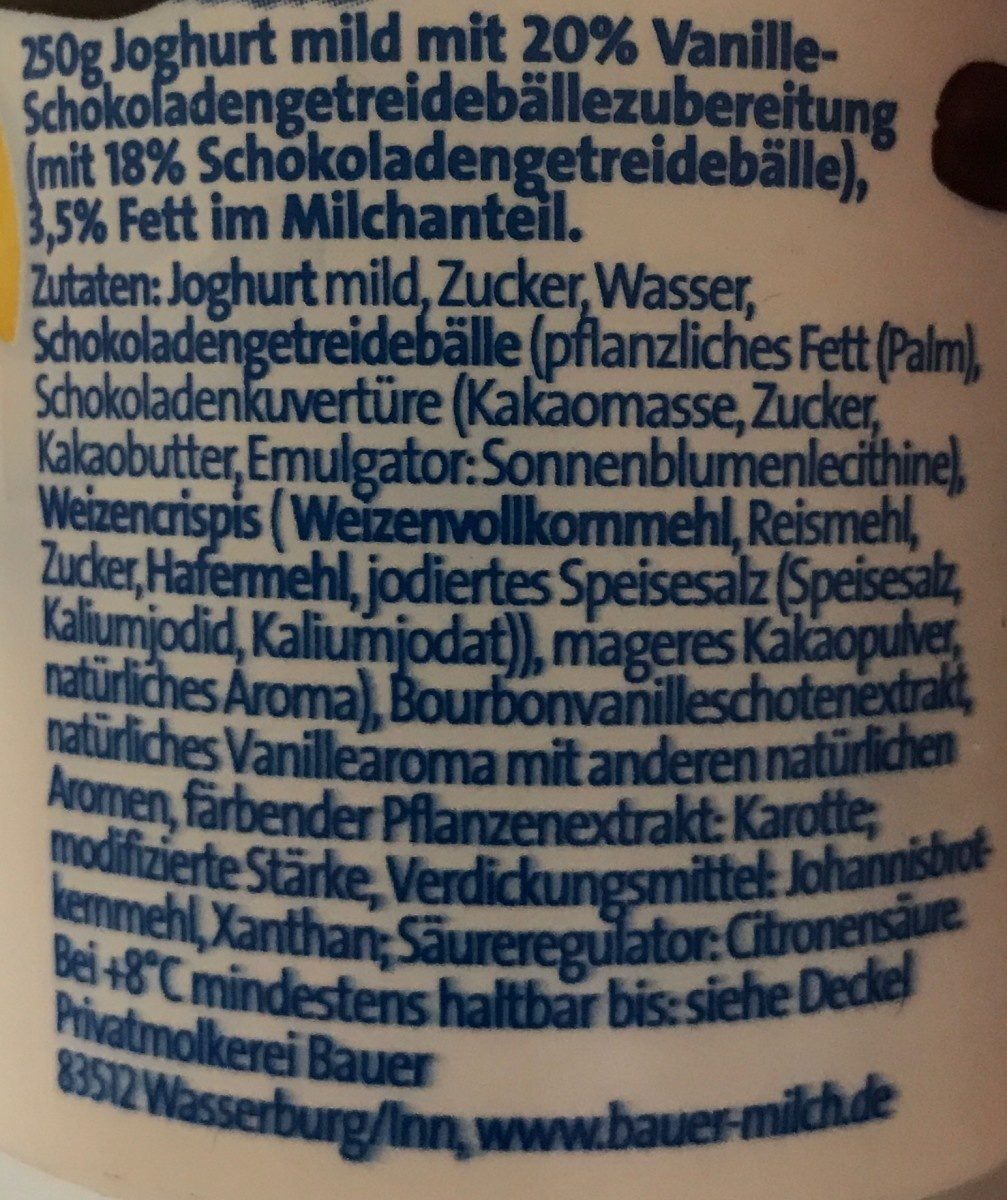 250g Joghurt mild mit 20% Vanille-
Schokoladengetreidebällezubereitung
(mit 18% Schokoladengetreidebälle),
3,5% Fett im Milchanteil.
Zutaten: Joghurt mild, Zucker, Wasser,
Schokoladengetreidebälle (pflanzliches Fett (Palm),
Schokoladenkuvertüre (Kakaomasse, Zucker,
Kakaobutter, Emulgator: Sonnenblumenlecithine),
Weizencrispis ( Weizenvollkornmehl, Reismehl,
Zucker, Hafermehl, jodiertes Speisesalz (Speisesalz,
Kaliumjodid, Kaliumjodat)), mageres Kakaopulver,
natürliches Aroma), Bourbonvanilleschotenextrakt,
natürliches Vanillearoma mit anderen natürlichen
Aromen, färbender Pflanzenextrakt: Karotte;
modifizierte Stärke, Verdickungsmittel: Johannisbrot-
kernmehl, Xanthan; Säureregulator: Citronensäure
Bei +8°C mindestens haltbar bis: siehe Deckel
Privatmolkerei Bauer
83512 Wasserburg/Inn, www.bauer-milch.de